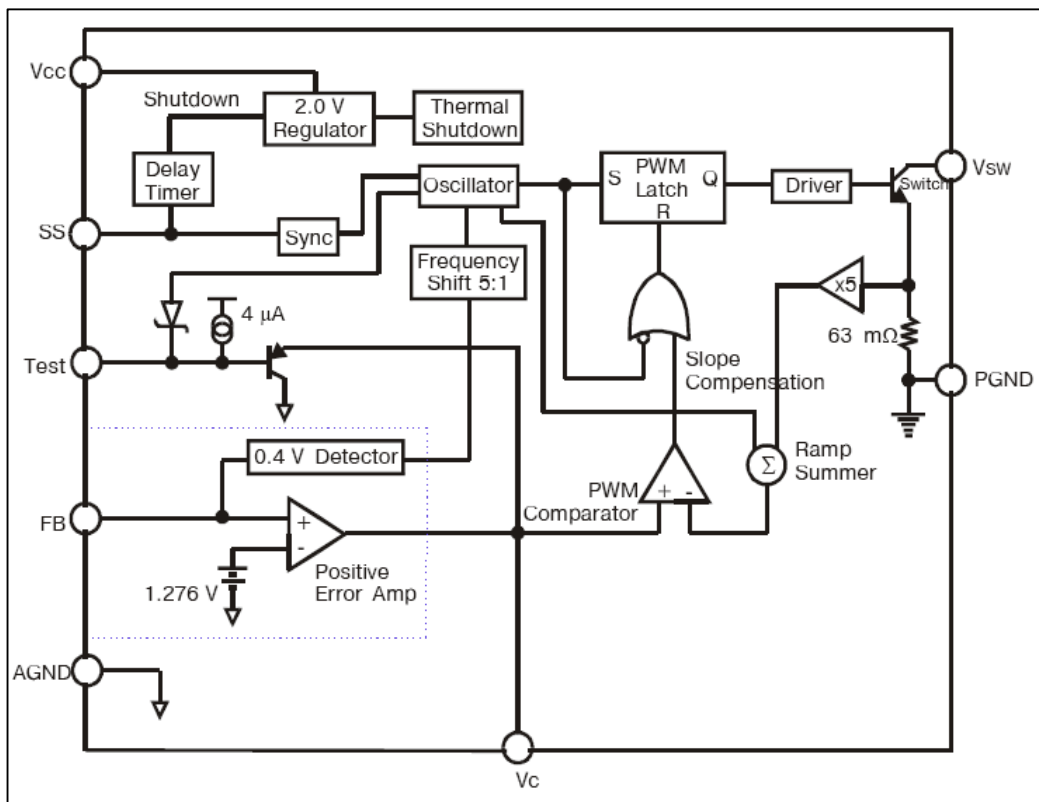 Vcc
Shutdown
2.0 V
Regulator
Thermal
Shutdown
Delay
Timer
Oscillator
S
PWM
Latch
R
Q
Driver
Switch
Vsw
SS
Sync
Frequency
Shift 5:1
x5
4 μA
63 mΩ
Test
Slope
Compensation
PGND
0.4 V Detector
Σ
Ramp
Summer
PWM
Comparator
+ -
FB
+
-
1.276 V
Positive
Error Amp
AGND
Vc